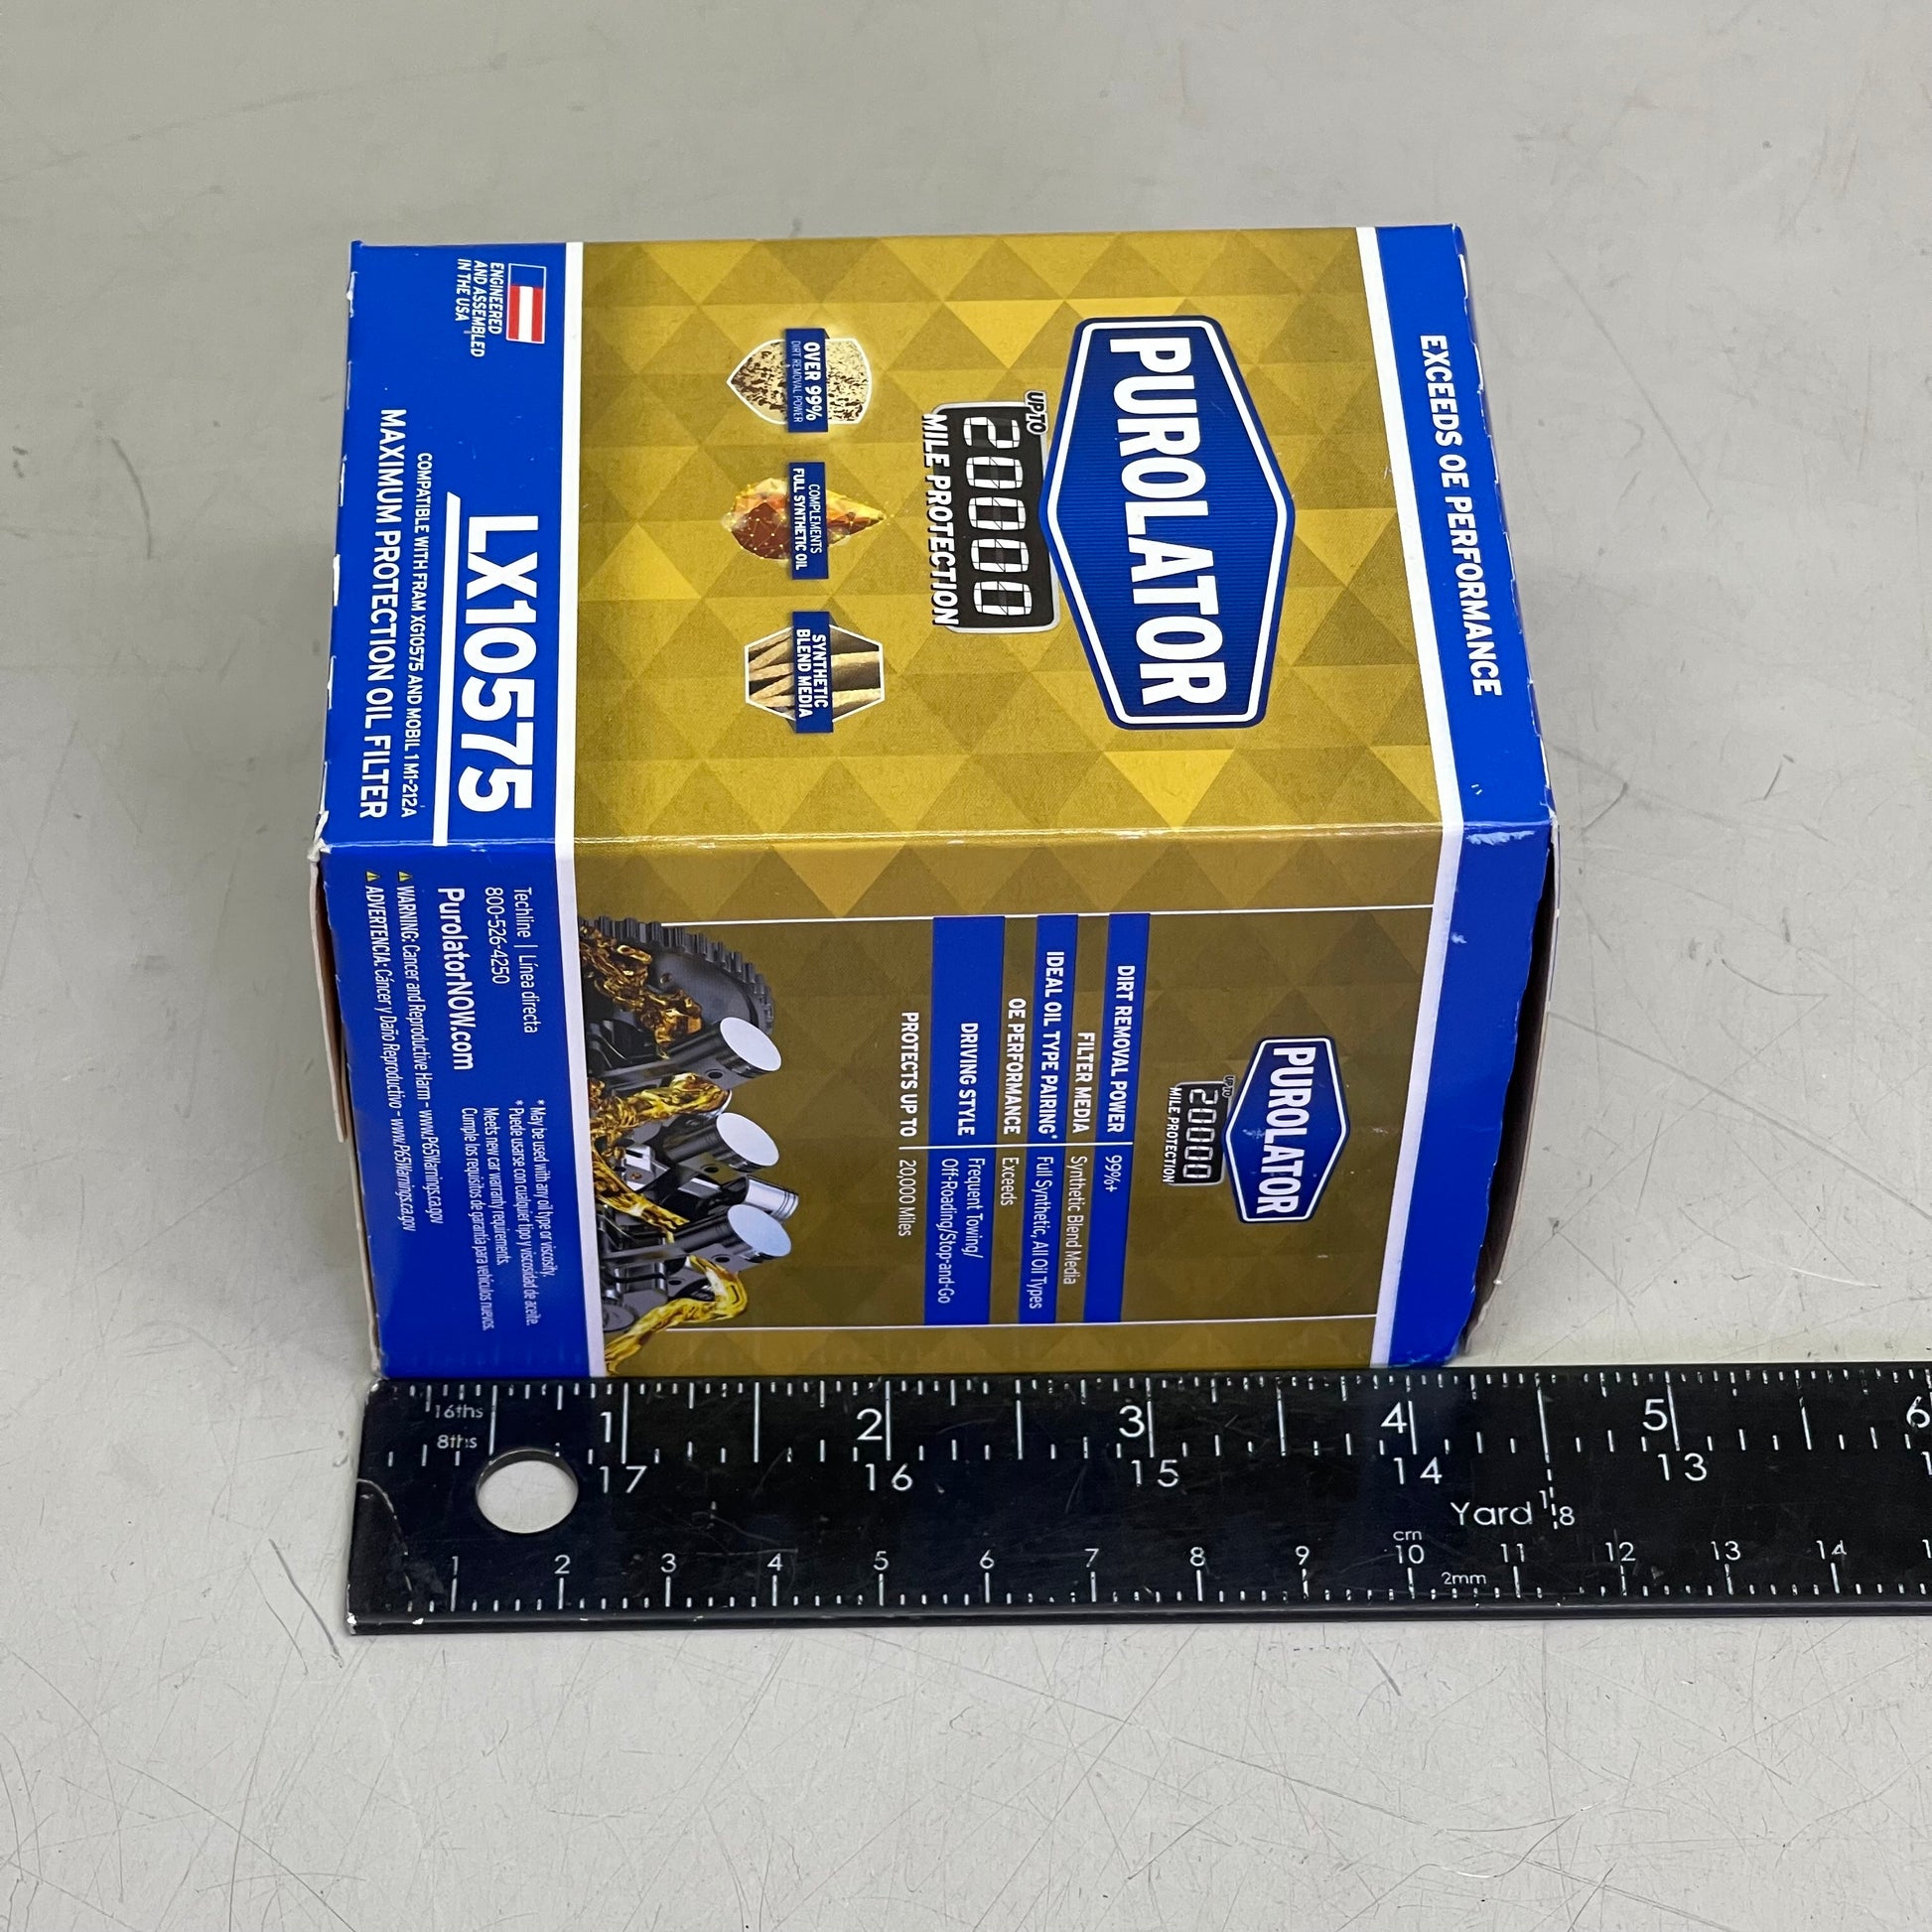 EXCEEDS OE PERFORMANCE
PUROLATOR
UP TO
20000
MILE PROTECTION
OVER 99%
DIRT REMOVAL POWER
COMPLEMENTS
FULL SYNTHETIC OIL
SYNTHETIC
BLEND MEDIA
ENGINEERED
AND ASSEMBLED
IN THE USA
LX10575
COMPATIBLE WITH FRAM XG10575 AND MOBIL 1 M1-212A
MAXIMUM PROTECTION OIL FILTER
PUROLATOR
UP TO
20000
MILE PROTECTION
DIRT REMOVAL POWER 99%+
FILTER MEDIA Synthetic Blend Media
IDEAL OIL TYPE PAIRING* Full Synthetic, All Oil Types
OE PERFORMANCE Exceeds
DRIVING STYLE Frequent Towing/
Off-Roading/Stop-and-Go
PROTECTS UP TO 20,000 Miles
Techline | Línea directa
800-526-4250
PurolatorNOW.com
*May be used with any oil type or viscosity.
*Puede usarse con cualquier tipo y viscosidad de aceite.
Meets new car warranty requirements.
Cumple los requisitos de garantía para vehículos nuevos.
WARNING: Cancer and Reproductive Harm - www.P65Warnings.ca.gov
ADVERTENCIA: Cáncer y Daño Reproductivo - www.P65Warnings.ca.gov
16ths
8ths
1 2 3 4 5 6
17 16 15 14 13
Yard 1/8
cm
1 2 3 4 5 6 7 8 9 10 11 12 13 14
2mm